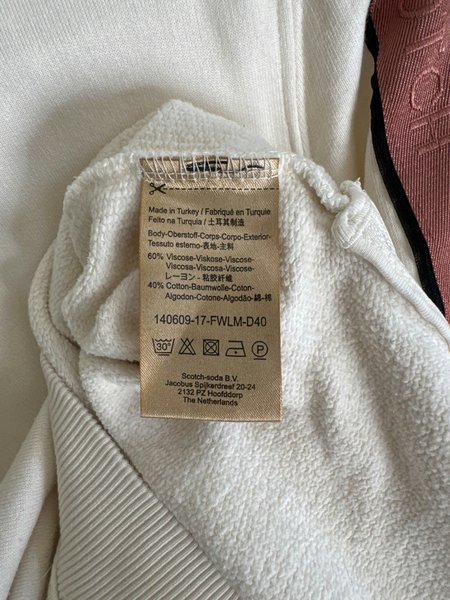 Made in Turkey / Fabriqué en Turquie
Feito na Turquia / 土耳其制造
Body-Oberstoff-Corps-Corpo-Exterior-
Tessuto esterno-表地-主料
60% Viscose-Viskose-Viscose-
Viscosa-Viscosa-Viscosa-
レーヨン - 粘胶纤维
40% Cotton-Baumwolle-Coton-
Algodon-Cotone-Algodão-綿-棉
140609-17-FWLM-D40
30°
P
Scotch-soda B.V.
Jacobus Spijkerdreef 20-24
2132 PZ Hoofddorp
The Netherlands